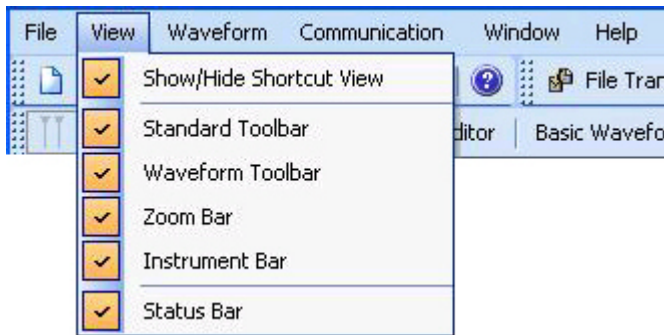 File View Waveform Communication Window Help
Show/Hide Shortcut View
File Tran
Standard Toolbar
ditor Basic Wavefo
Waveform Toolbar
Zoom Bar
Instrument Bar
Status Bar